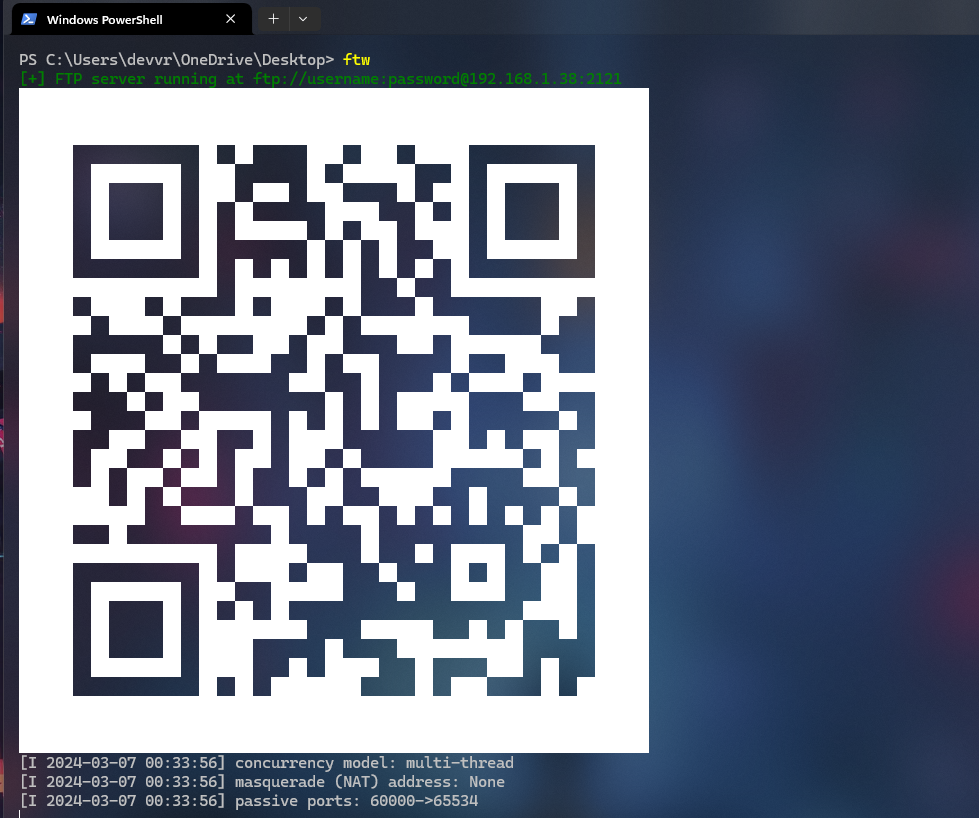 Windows PowerShell
PS C:\Users\devvr\OneDrive\Desktop> ftw
[+] FTP server running at ftp://username:password@192.168.1.38:2121
[I 2024-03-07 00:33:56] concurrency model: multi-thread
[I 2024-03-07 00:33:56] masquerade (NAT) address: None
[I 2024-03-07 00:33:56] passive ports: 60000->65534